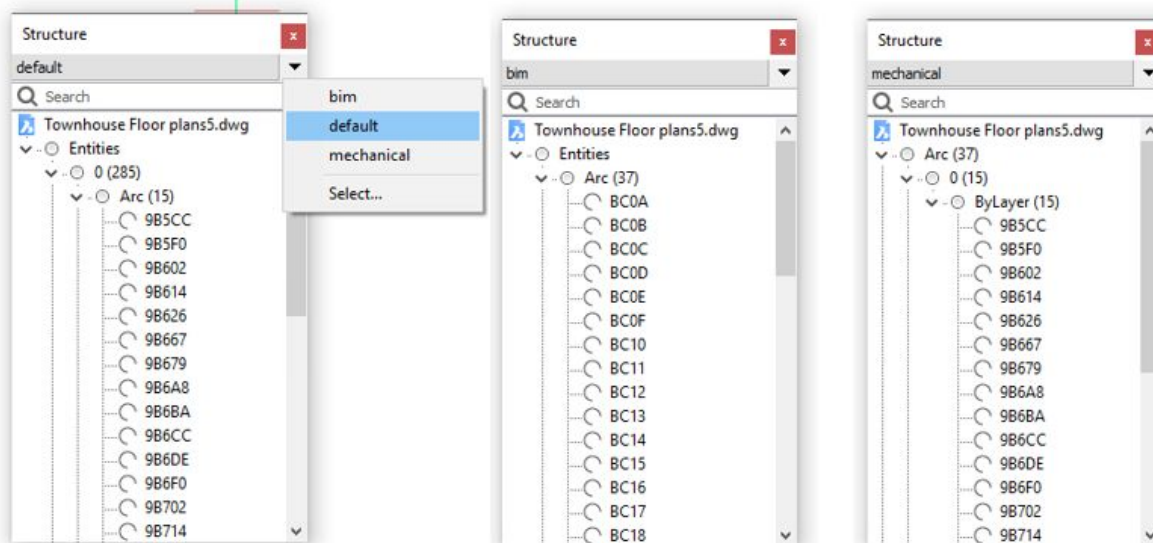 Structure
x
default
Search
Townhouse Floor plans5.dwg
Entities
0 (285)
Arc (15)
9B5CC
9B5F0
9B602
9B614
9B626
9B667
9B679
9B6A8
9B6BA
9B6CC
9B6DE
9B6F0
9B702
9B714
bim
default
mechanical
Select...
Structure
x
bim
Search
Townhouse Floor plans5.dwg
Entities
Arc (37)
BC0A
BC0B
BC0C
BC0D
BC0E
BC0F
BC10
BC11
BC12
BC13
BC14
BC15
BC16
BC17
BC18
Structure
x
mechanical
Search
Townhouse Floor plans5.dwg
Arc (37)
0 (15)
ByLayer (15)
9B5CC
9B5F0
9B602
9B614
9B626
9B667
9B679
9B6A8
9B6BA
9B6CC
9B6DE
9B6F0
9B702
9B714